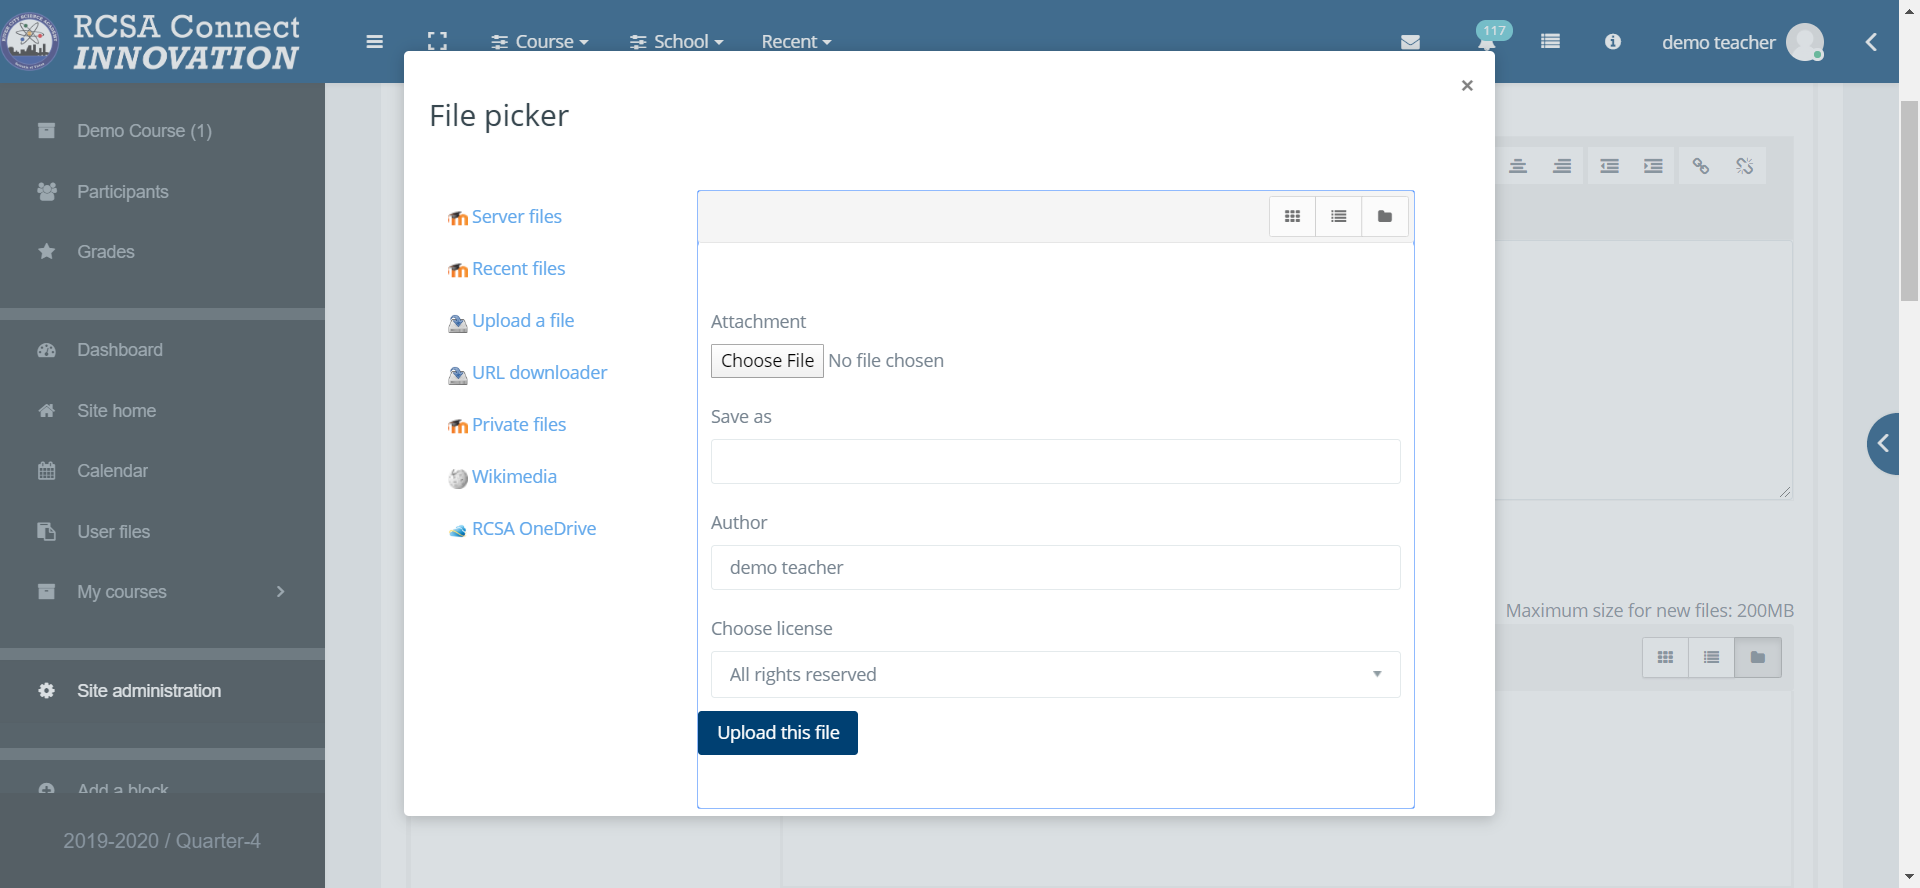 RCSA Connect
INNOVATION
Course
School
Recent
117
demo teacher
Demo Course (1)
Participants
Grades
Dashboard
Site home
Calendar
User files
My courses
Site administration
Add a block
2019-2020 / Quarter-4
×
File picker
Server files
Recent files
Upload a file
URL downloader
Private files
Wikimedia
RCSA OneDrive
Attachment
Choose File No file chosen
Save as
Author
demo teacher
Choose license
All rights reserved
Upload this file
Maximum size for new files: 200MB